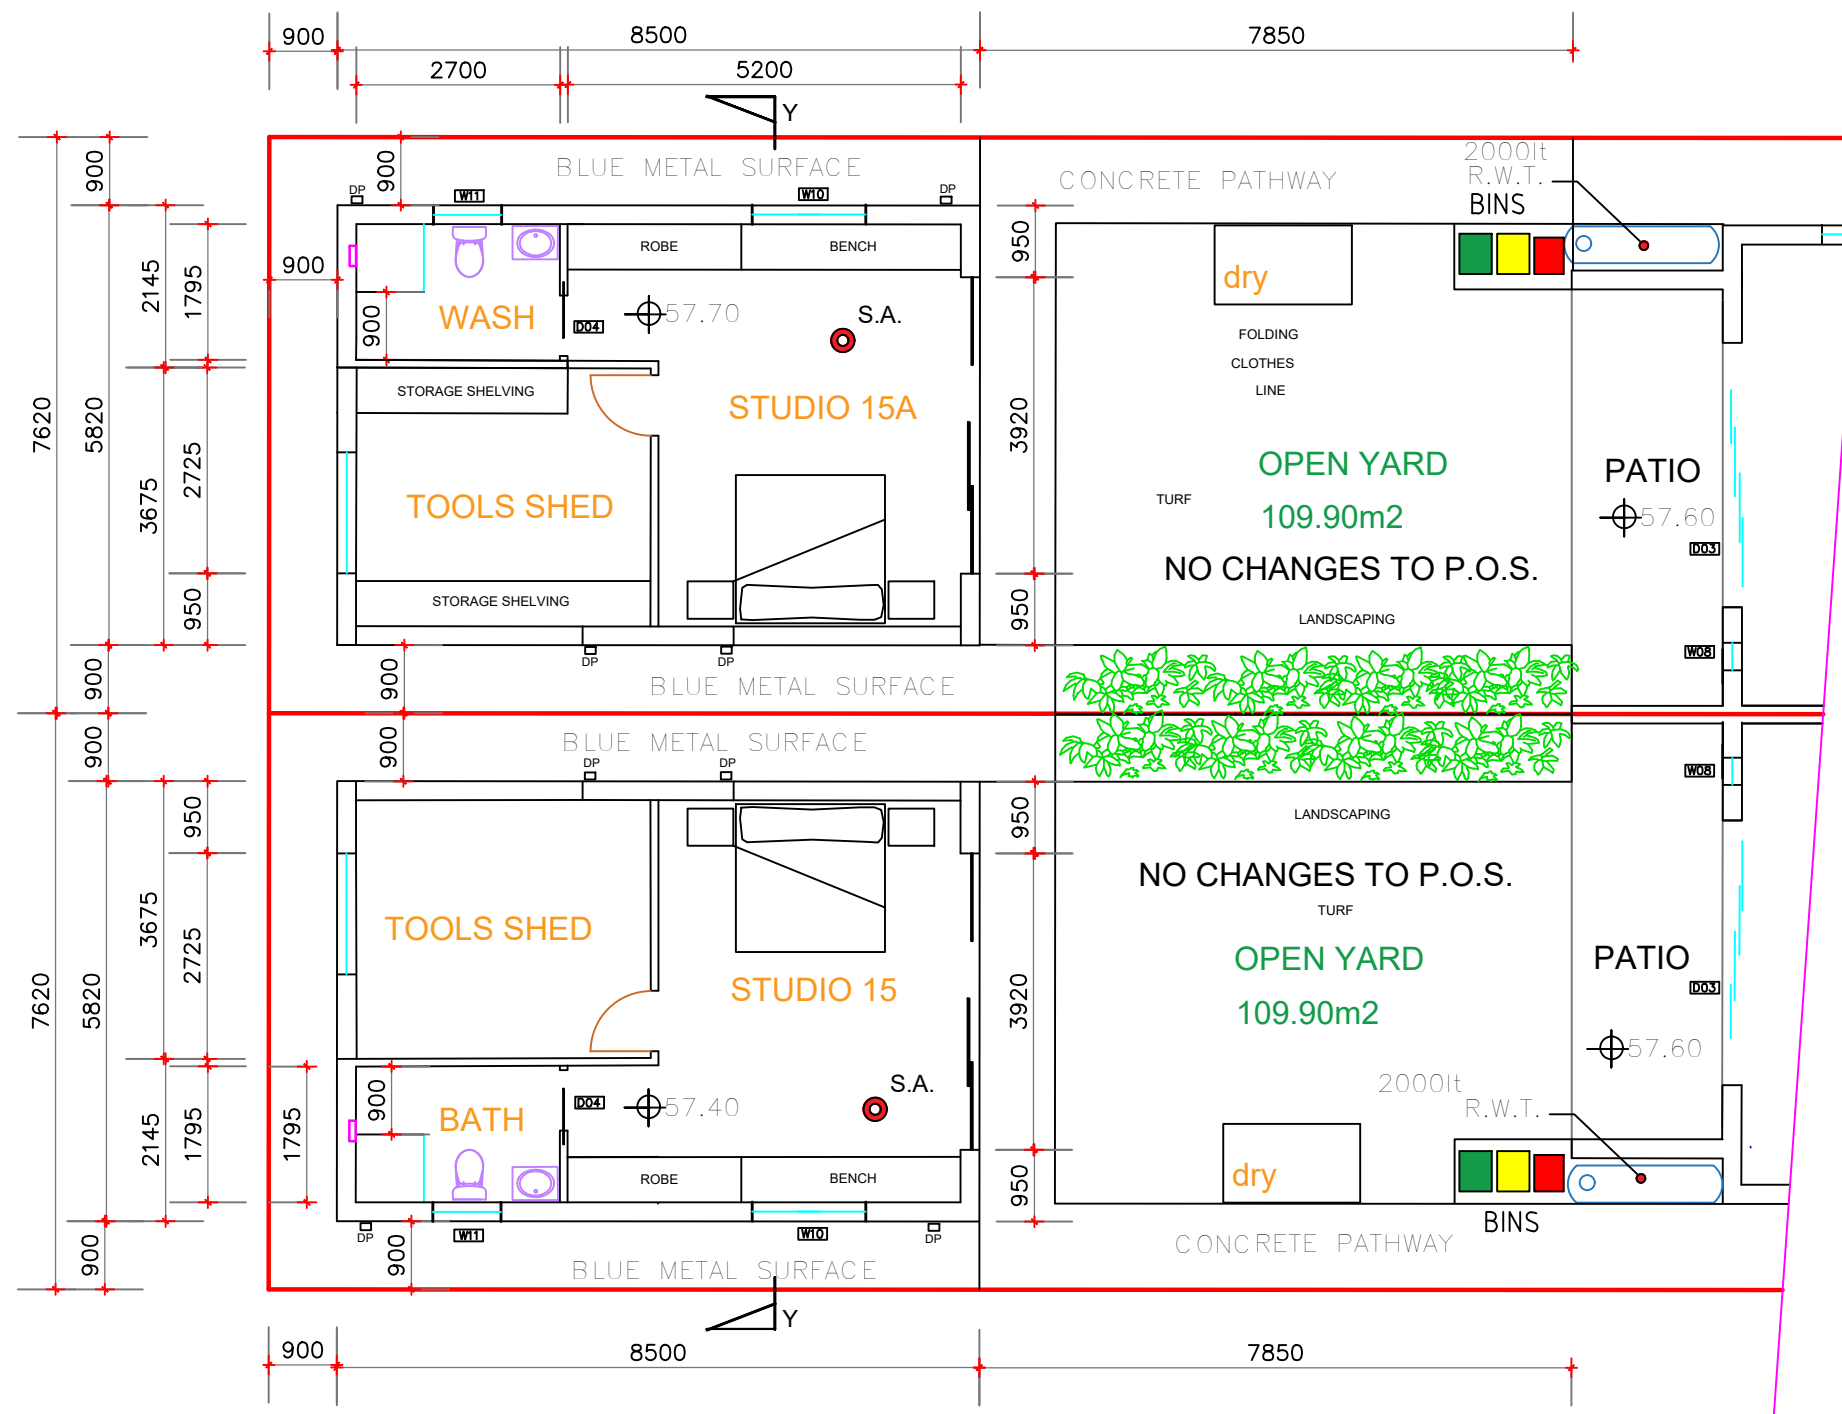 900
8500
7850
2700
5200
Y
BLUE METAL SURFACE
CONCRETE PATHWAY
2000lt
R.W.T.
BINS
900
900
DP
W11
W10
DP
ROBE
BENCH
950
dry
2145
1795
900
900
WASH
D04
57.70
S.A.
FOLDING
CLOTHES
LINE
STORAGE SHELVING
STUDIO 15A
7620
5820
3675
2725
3920
OPEN YARD
109.90m2
PATIO
57.60
D03
TURF
TOOLS SHED
NO CHANGES TO P.O.S.
950
STORAGE SHELVING
950
LANDSCAPING
DP
DP
W08
900
900
BLUE METAL SURFACE
900
900
BLUE METAL SURFACE
DP
DP
W08
950
950
LANDSCAPING
NO CHANGES TO P.O.S.
TURF
3675
2725
TOOLS SHED
OPEN YARD
109.90m2
PATIO
D03
STUDIO 15
7620
5820
3920
57.60
2000lt
R.W.T.
S.A.
D04
57.40
900
BATH
2145
1795
1795
ROBE
BENCH
950
dry
BINS
DP
W11
W10
DP
CONCRETE PATHWAY
900
900
BLUE METAL SURFACE
Y
900
8500
7850